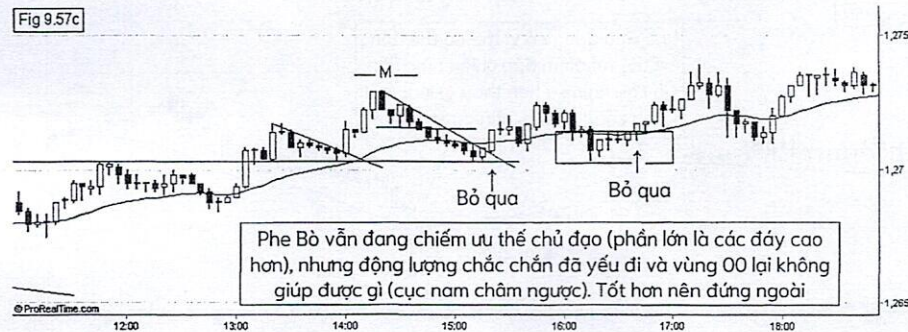 Fig 9.57c
1,275
M
1,27
Bỏ qua
Bỏ qua
Phe Bò vẫn đang chiếm ưu thế chủ đạo (phần lớn là các đáy cao
hơn), nhưng động lượng chắc chắn đã yếu đi và vùng 00 lại không
giúp được gì (cục nam châm ngược). Tốt hơn nên đứng ngoài
1,265
©ProRealTime.com
12:00 13:00 14:00 15:00 16:00 17:00 18:00